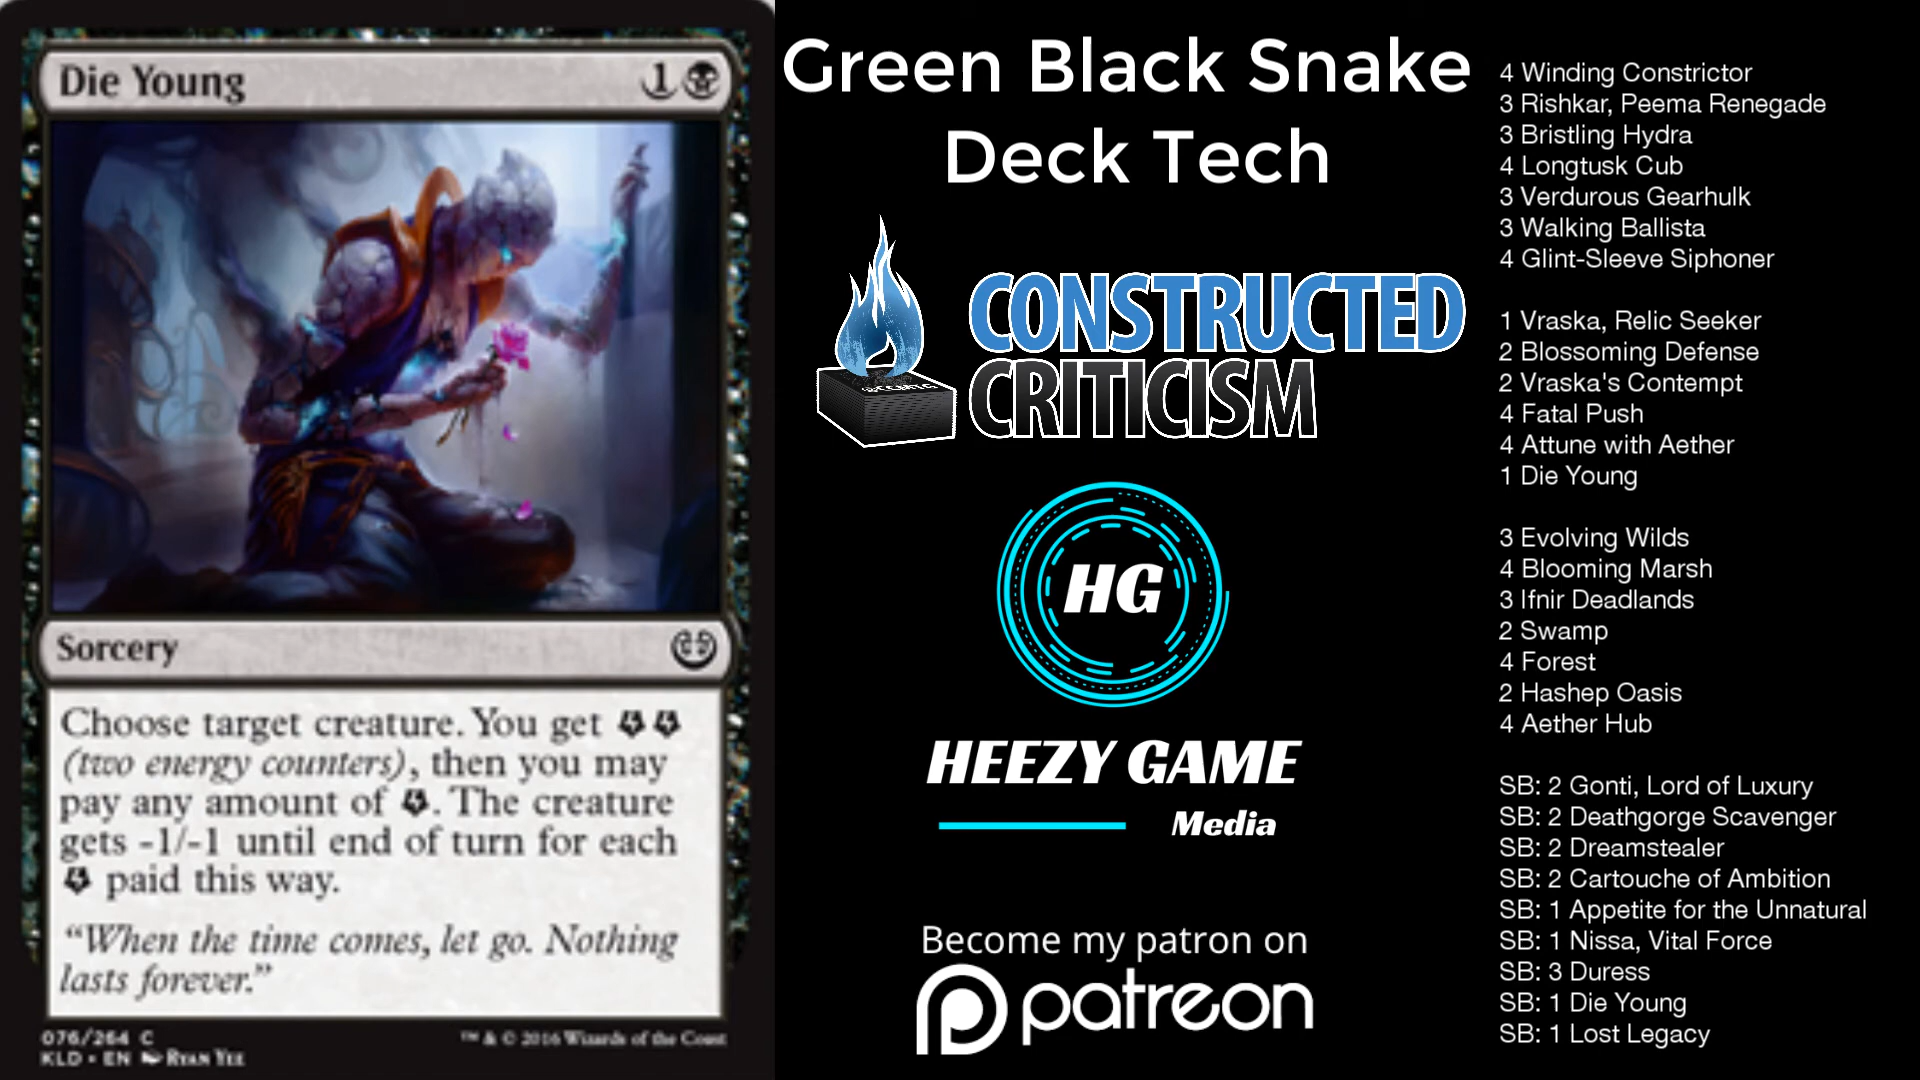 Die Young 1
Sorcery
Choose target creature. You get
(two energy counters), then you may
pay any amount of . The creature
gets -1/-1 until end of turn for each
paid this way.
“When the time comes, let go. Nothing
lasts forever.”
076/264 C
KLD • EN Ryan Yee
™ & © 2016 Wizards of the Coast
Green Black Snake
Deck Tech
CONSTRUCTED
CRITICISM
HG
HEEZY GAME
Media
Become my patron on
patreon
4 Winding Constrictor
3 Rishkar, Peema Renegade
3 Bristling Hydra
4 Longtusk Cub
3 Verdurous Gearhulk
3 Walking Ballista
4 Glint-Sleeve Siphoner
1 Vraska, Relic Seeker
2 Blossoming Defense
2 Vraska's Contempt
4 Fatal Push
4 Attune with Aether
1 Die Young
3 Evolving Wilds
4 Blooming Marsh
3 Ifnir Deadlands
2 Swamp
4 Forest
2 Hashep Oasis
4 Aether Hub
SB: 2 Gonti, Lord of Luxury
SB: 2 Deathgorge Scavenger
SB: 2 Dreamstealer
SB: 2 Cartouche of Ambition
SB: 1 Appetite for the Unnatural
SB: 1 Nissa, Vital Force
SB: 3 Duress
SB: 1 Die Young
SB: 1 Lost Legacy